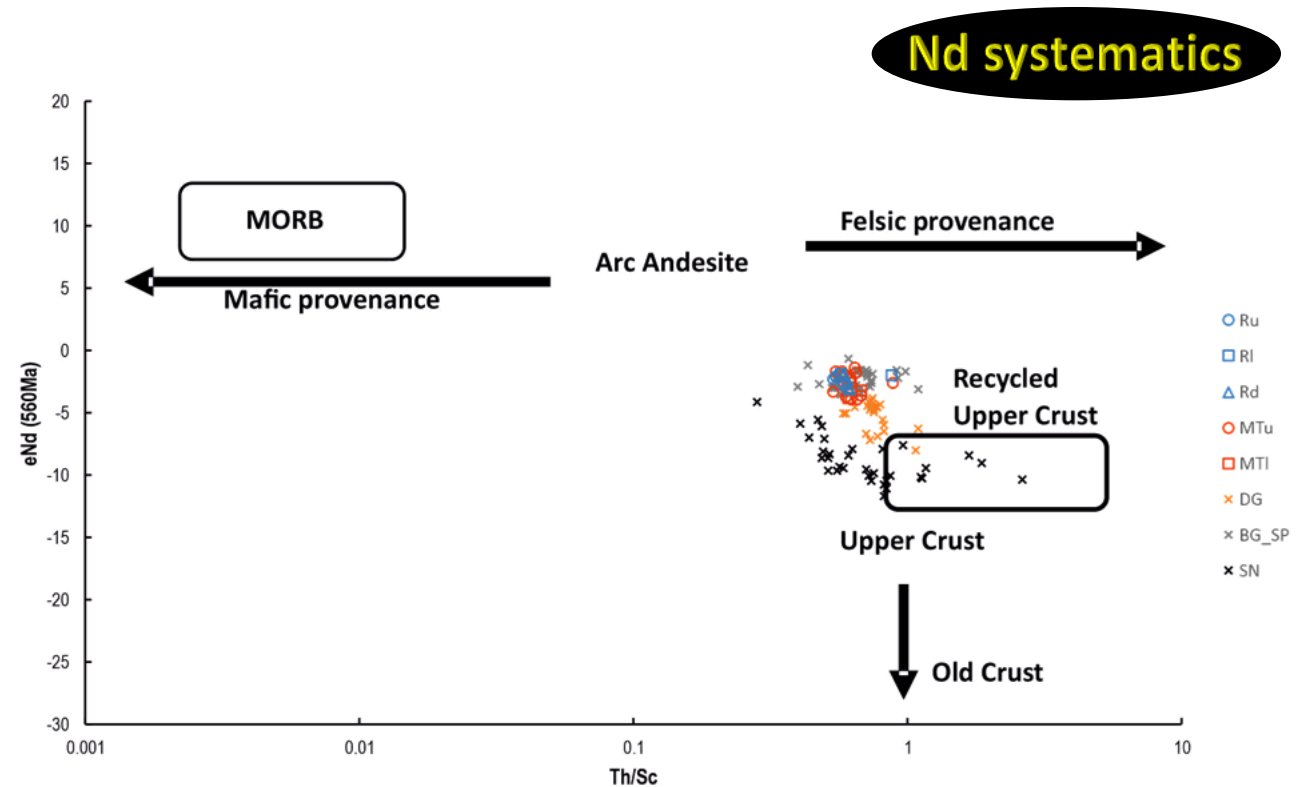 Nd systematics
20
15
10
5
0
-5
-10
-15
-20
-25
-30
eNd (560Ma)
MORB
Mafic provenance
Arc Andesite
Felsic provenance
Recycled
Upper Crust
Upper Crust
Old Crust
Ru
Rl
Rd
MTu
MTl
DG
BG_SP
SN
0.001
0.01
0.1
1
10
Th/Sc